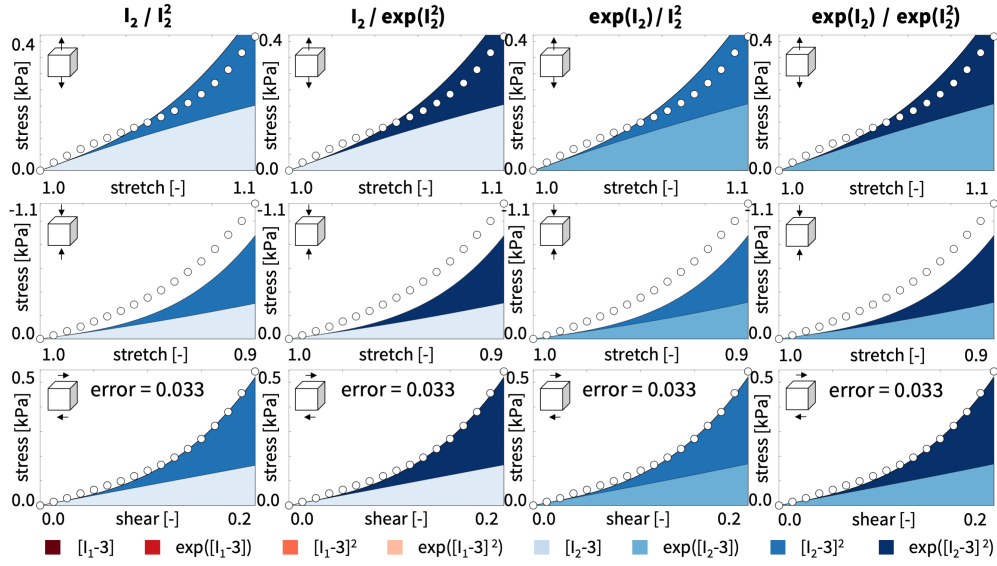 I₂ / I₂² I₂ / exp(I₂²) exp(I₂) / I₂² exp(I₂) / exp(I₂²)
stress [kPa] 0.4 0.0 stress [kPa] 0.4 0.0 stress [kPa] 0.4 0.0 stress [kPa] 0.4 0.0
1.0 stretch [-] 1.1 1.0 stretch [-] 1.1 1.0 stretch [-] 1.1 1.0 stretch [-] 1.1
stress [kPa] -1.1 0.0 stress [kPa] -1.1 0.0 stress [kPa] -1.1 0.0 stress [kPa] -1.1 0.0
1.0 stretch [-] 0.9 1.0 stretch [-] 0.9 1.0 stretch [-] 0.9 1.0 stretch [-] 0.9
stress [kPa] 0.5 0.0 error = 0.033 stress [kPa] 0.5 0.0 error = 0.033 stress [kPa] 0.5 0.0 error = 0.033 stress [kPa] 0.5 0.0 error = 0.033
0.0 shear [-] 0.2 0.0 shear [-] 0.2 0.0 shear [-] 0.2 0.0 shear [-] 0.2
[I₁-3] exp([I₁-3]) [I₁-3]² exp([I₁-3]²) [I₂-3] exp([I₂-3]) [I₂-3]² exp([I₂-3]²)